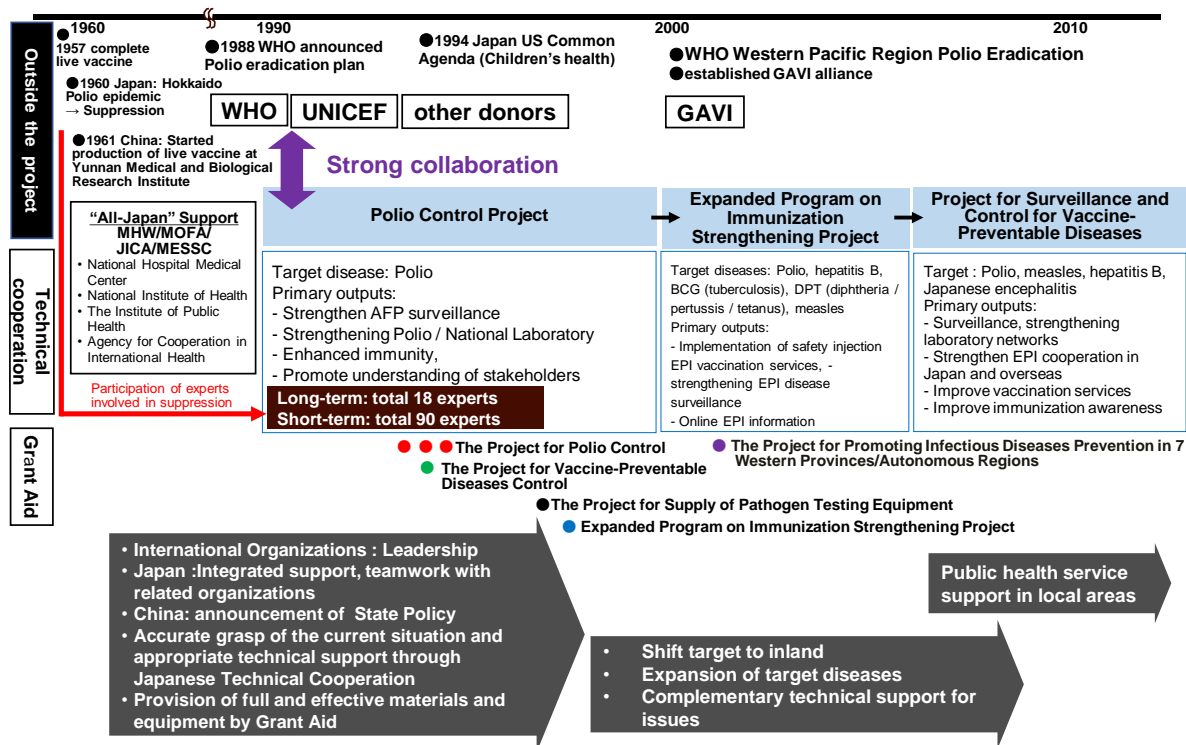 1960
1990
2000
2010
Outside the project
1957 complete
live vaccine
1988 WHO announced
Polio eradication plan
1994 Japan US Common
Agenda (Children's health)
WHO Western Pacific Region Polio Eradication
established GAVI alliance
1960 Japan: Hokkaido
Polio epidemic
→ Suppression
WHO
UNICEF
other donors
GAVI
1961 China: Started
production of live vaccine at
Yunnan Medical and Biological
Research Institute
Strong collaboration
"All-Japan" Support
MHW/MOFA/
JICA/MESSC
• National Hospital Medical
Center
• National Institute of Health
• The Institute of Public
Health
• Agency for Cooperation in
International Health
Polio Control Project
Expanded Program on
Immunization
Strengthening Project
Project for Surveillance and
Control for Vaccine-
Preventable Diseases
Technical
cooperation
Target disease: Polio
Primary outputs:
- Strengthen AFP surveillance
- Strengthening Polio / National Laboratory
- Enhanced immunity,
- Promote understanding of stakeholders
Long-term: total 18 experts
Short-term: total 90 experts
Target diseases: Polio, hepatitis B,
BCG (tuberculosis), DPT (diphtheria /
pertussis / tetanus), measles
Primary outputs:
- Implementation of safety injection
EPI vaccination services, -
strengthening EPI disease
surveillance
- Online EPI information
Target : Polio, measles, hepatitis B,
Japanese encephalitis
Primary outputs:
- Surveillance, strengthening
laboratory networks
- Strengthen EPI cooperation in
Japan and overseas
- Improve vaccination services
- Improve immunization awareness
Participation of experts
involved in suppression
Grant Aid
The Project for Polio Control
The Project for Promoting Infectious Diseases Prevention in 7
Western Provinces/Autonomous Regions
The Project for Vaccine-Preventable
Diseases Control
The Project for Supply of Pathogen Testing Equipment
Expanded Program on Immunization Strengthening Project
• International Organizations : Leadership
• Japan :Integrated support, teamwork with
related organizations
• China: announcement of State Policy
• Accurate grasp of the current situation and
appropriate technical support through
Japanese Technical Cooperation
• Provision of full and effective materials and
equipment by Grant Aid
• Shift target to inland
• Expansion of target diseases
• Complementary technical support for
issues
Public health service
support in local areas